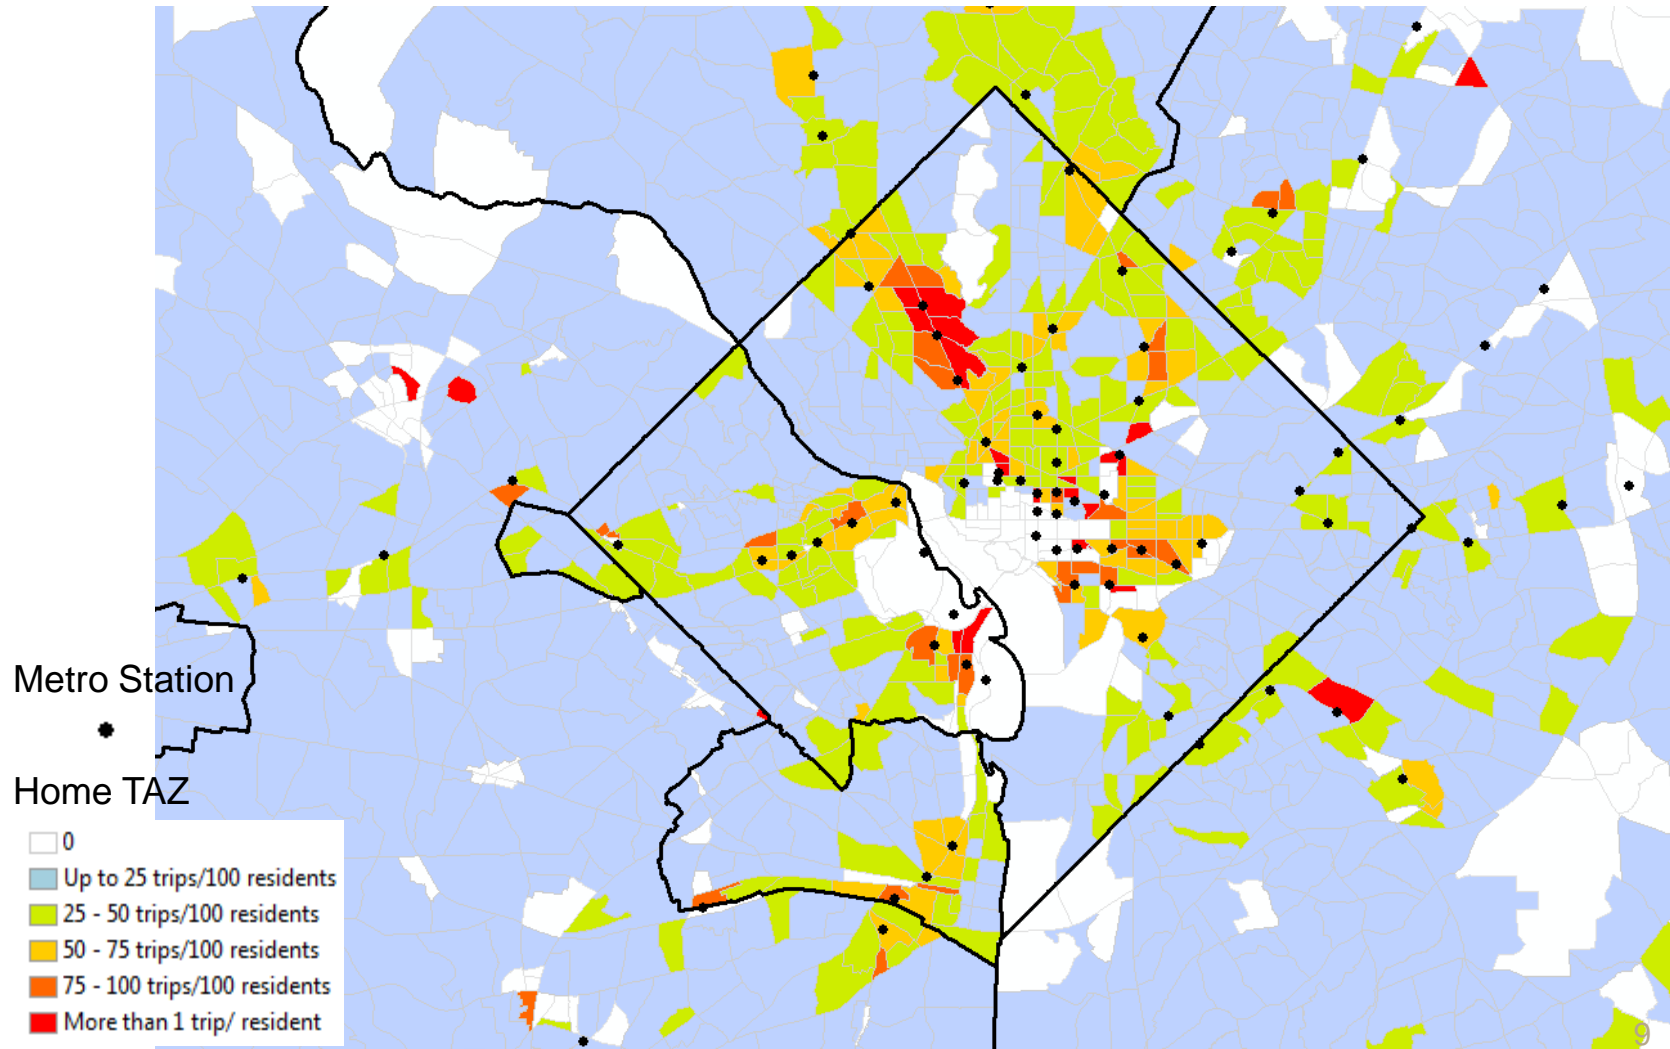 Metro Station
Home TAZ
0
Up to 25 trips/100 residents
25 - 50 trips/100 residents
50 - 75 trips/100 residents
75 - 100 trips/100 residents
More than 1 trip/ resident
9